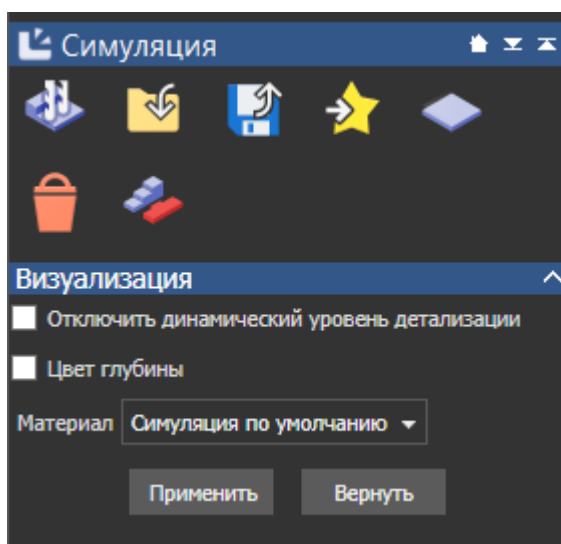 Симуляция
Визуализация
Отключить динамический уровень детализации
Цвет глубины
Материал Симуляция по умолчанию
Применить Вернуть